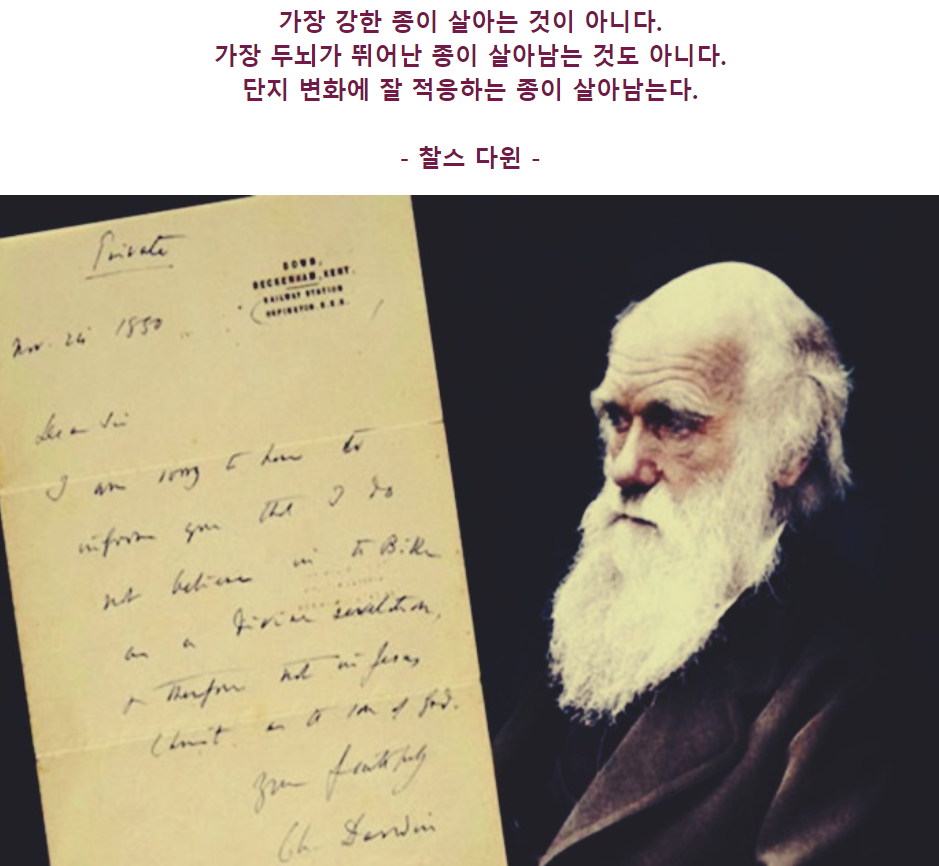 가장 강한 종이 살아는 것이 아니다.
가장 두뇌가 뛰어난 종이 살아남는 것도 아니다.
단지 변화에 잘 적응하는 종이 살아남는다.
- 찰스 다윈 -
Private
DOWN,
BECKENHAM, KENT.
RAILWAY STATION
ORPINGTON. S.E.R.
Nov. 24 1880
Dear Sir
I am sorry to have to
inform you that I do
not believe in the Bible
as a divine revelation,
& therefore not in Jesus
Christ as the son of God.
Yours faithfully
Ch. Darwin